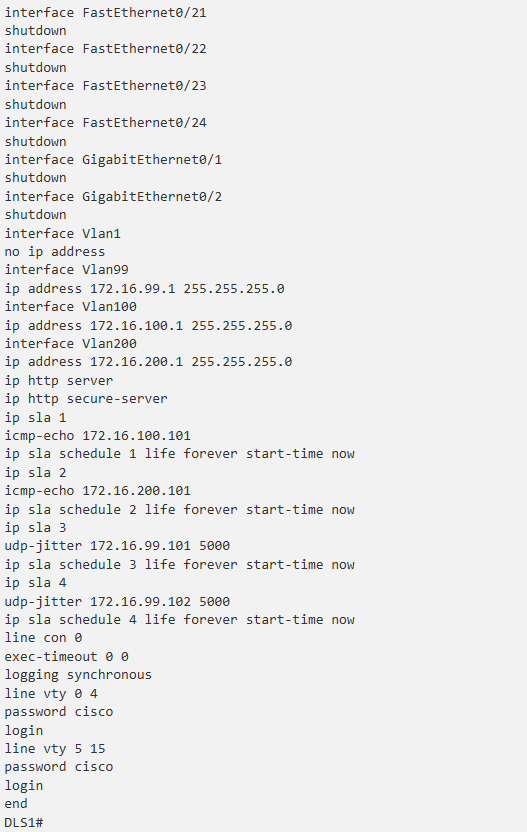 interface FastEthernet0/21
shutdown
interface FastEthernet0/22
shutdown
interface FastEthernet0/23
shutdown
interface FastEthernet0/24
shutdown
interface GigabitEthernet0/1
shutdown
interface GigabitEthernet0/2
shutdown
interface Vlan1
no ip address
interface Vlan99
ip address 172.16.99.1 255.255.255.0
interface Vlan100
ip address 172.16.100.1 255.255.255.0
interface Vlan200
ip address 172.16.200.1 255.255.255.0
ip http server
ip http secure-server
ip sla 1
icmp-echo 172.16.100.101
ip sla schedule 1 life forever start-time now
ip sla 2
icmp-echo 172.16.200.101
ip sla schedule 2 life forever start-time now
ip sla 3
udp-jitter 172.16.99.101 5000
ip sla schedule 3 life forever start-time now
ip sla 4
udp-jitter 172.16.99.102 5000
ip sla schedule 4 life forever start-time now
line con 0
exec-timeout 0 0
logging synchronous
line vty 0 4
password cisco
login
line vty 5 15
password cisco
login
end
DLS1#